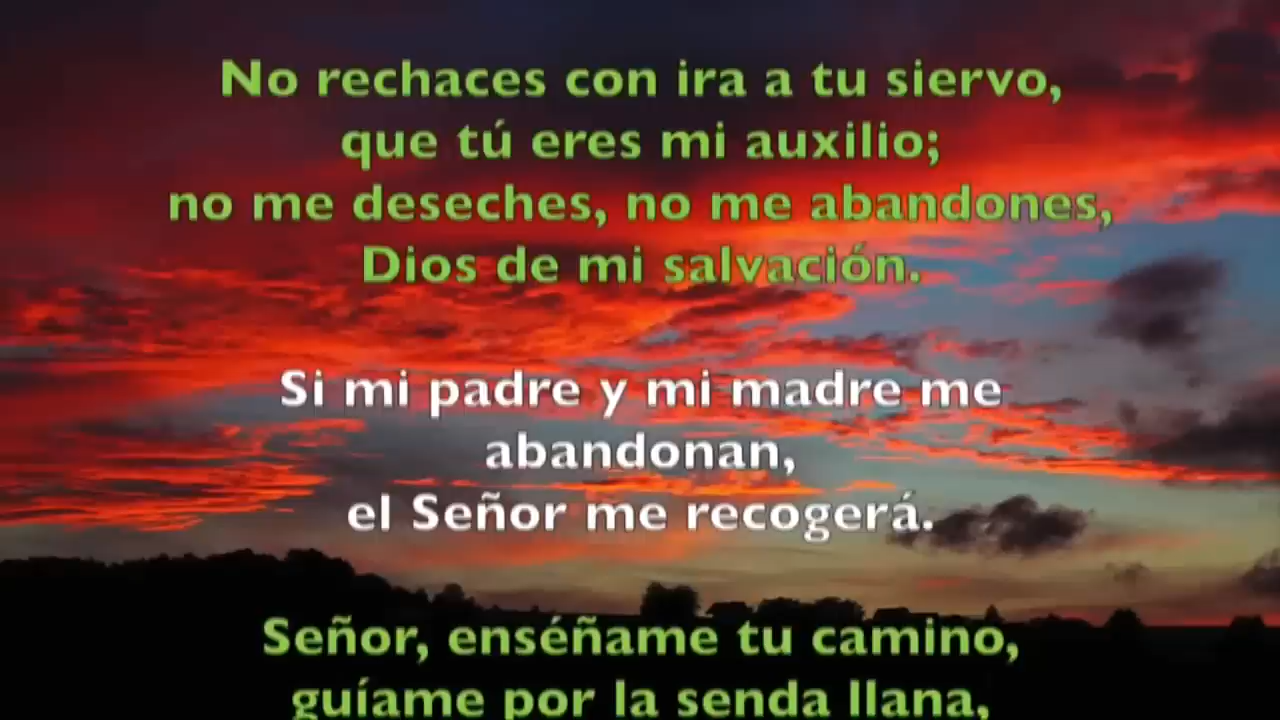 No rechaces con ira a tu siervo,
que tú eres mi auxilio;
no me deseches, no me abandones,
Dios de mi salvación.
Si mi padre y mi madre me
abandonan,
el Señor me recogerá.
Señor, enséñame tu camino,
guíame por la senda llana,